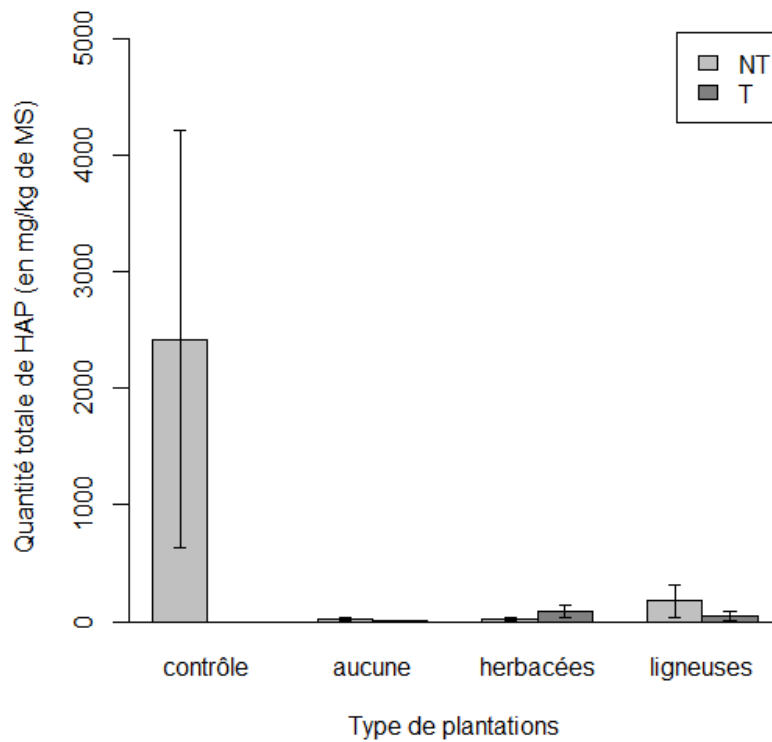 Quantité totale de HAP (en mg/kg de MS)
5000
4000
3000
2000
1000
0
NT
T
contrôle aucune herbacées ligneuses
Type de plantations